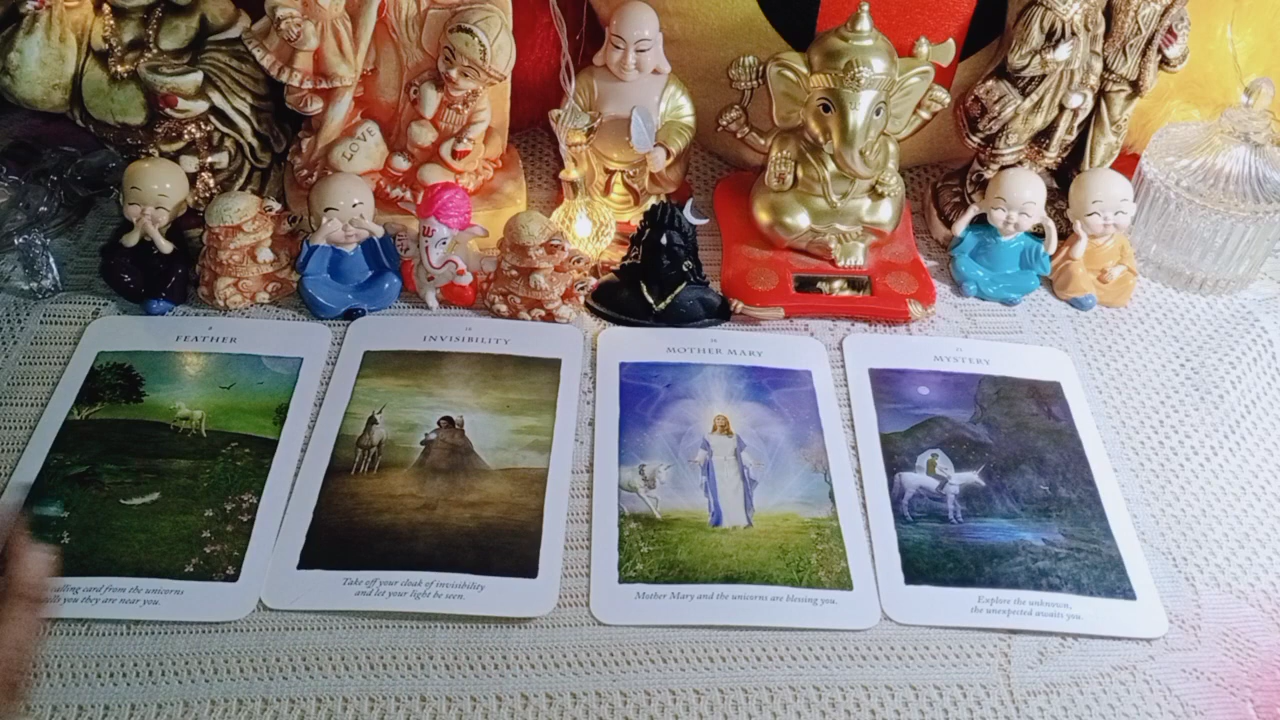 LOVE
FEATHER
calling card from the unicorns
tells you they are near you.
INVISIBILITY
Take off your cloak of invisibility
and let your light be seen.
MOTHER MARY
Mother Mary and the unicorns are blessing you.
MYSTERY
Explore the unknown,
the unexpected awaits you.